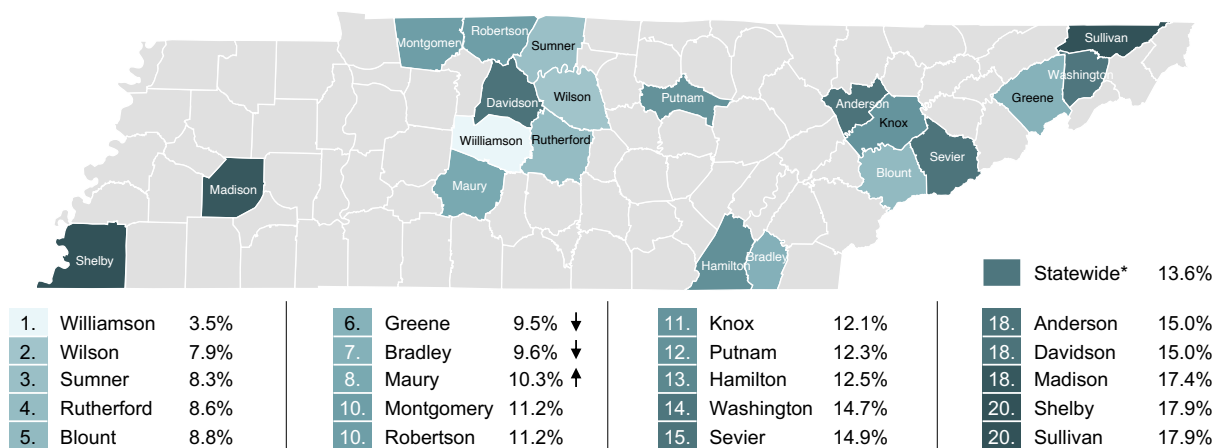 Montgomery
Robertson
Sumner
Sullivan
Washington
Greene
Davidson
Wilson
Putnam
Anderson
Knox
Williamson
Rutherford
Sevier
Blount
Madison
Maury
Shelby
Hamilton
Bradley
Statewide* 13.6%
1. Williamson 3.5%
2. Wilson 7.9%
3. Sumner 8.3%
4. Rutherford 8.6%
5. Blount 8.8%
6. Greene 9.5% ↓
7. Bradley 9.6% ↓
8. Maury 10.3% ↑
10. Montgomery 11.2%
10. Robertson 11.2%
11. Knox 12.1%
12. Putnam 12.3%
13. Hamilton 12.5%
14. Washington 14.7%
15. Sevier 14.9%
18. Anderson 15.0%
18. Davidson 15.0%
18. Madison 17.4%
20. Shelby 17.9%
20. Sullivan 17.9%